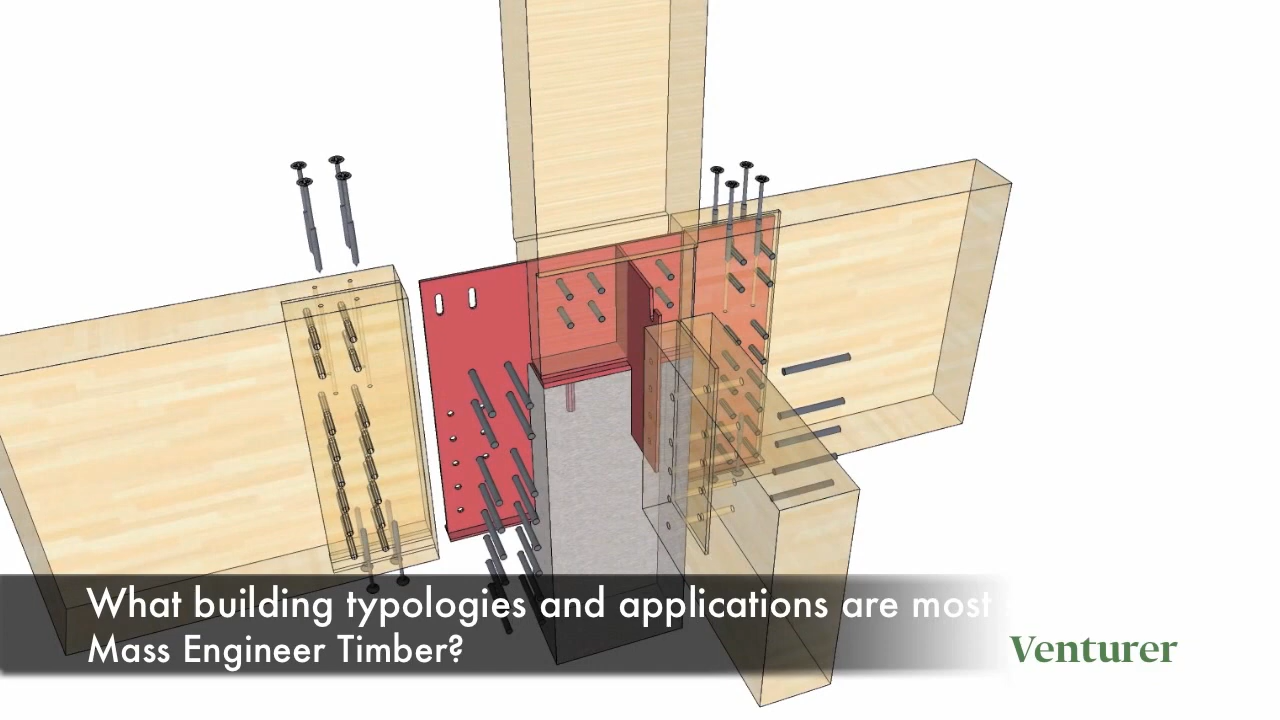 What building typologies and applications are most
Mass Engineer Timber?
Venturer